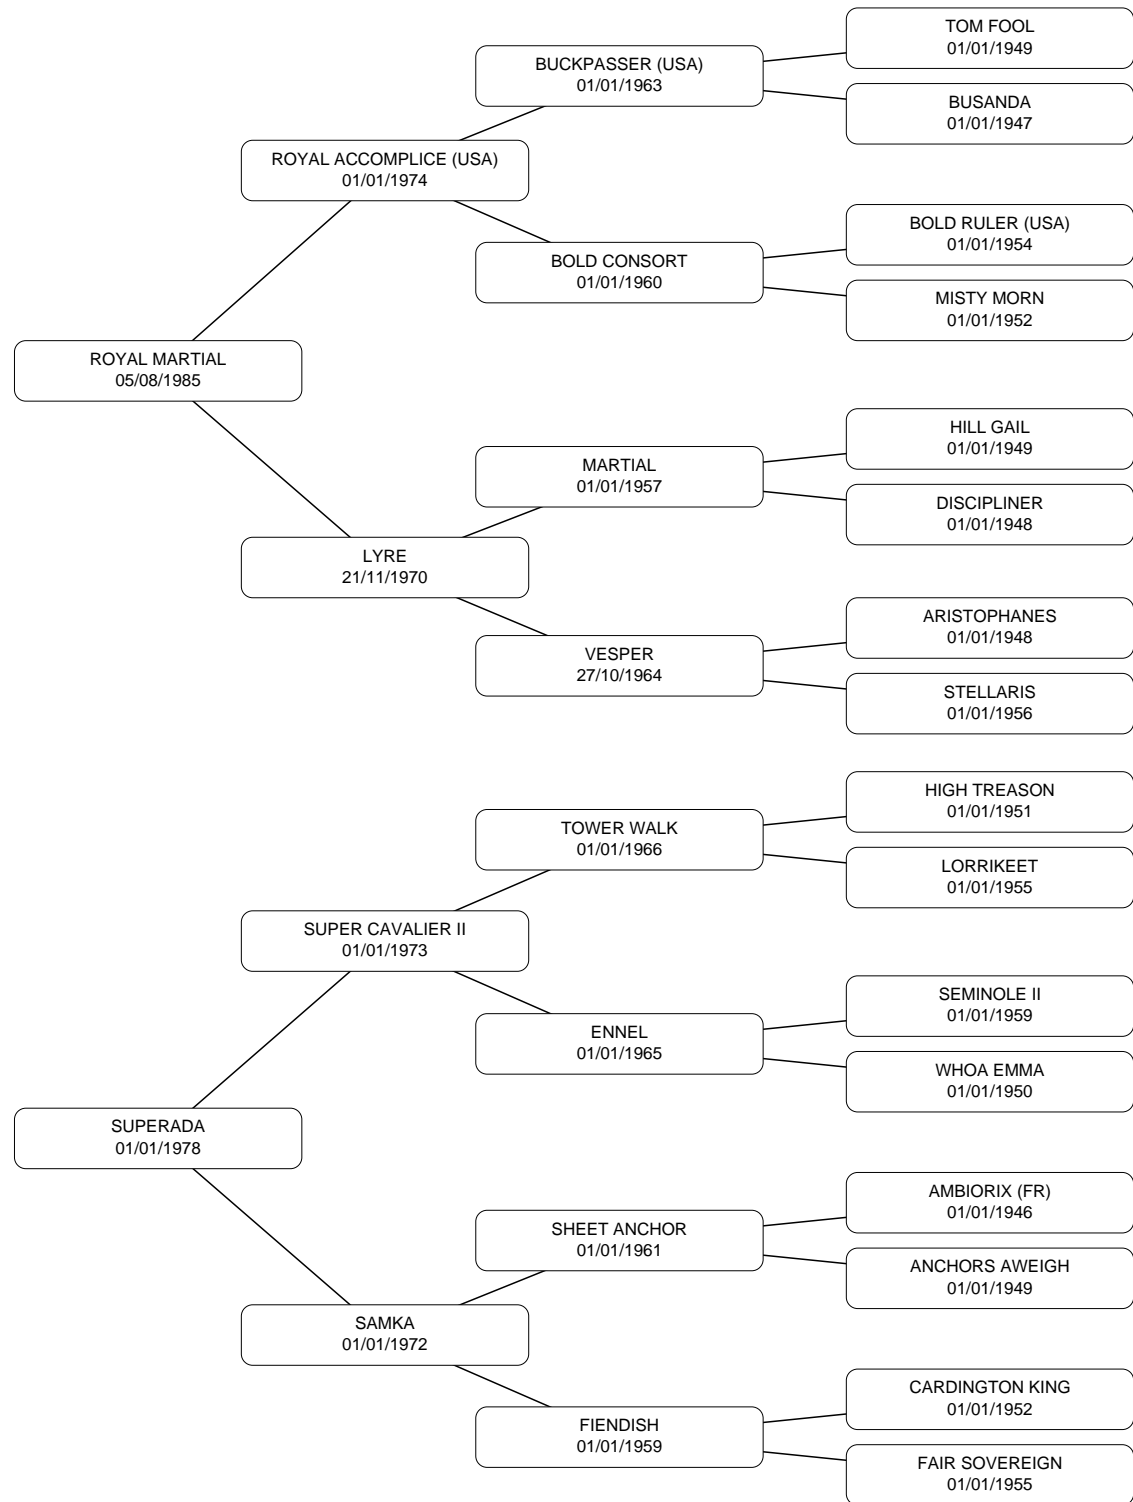 TOM FOOL
01/01/1949
BUCKPASSER (USA)
01/01/1963
BUSANDA
01/01/1947
ROYAL ACCOMPLICE (USA)
01/01/1974
BOLD RULER (USA)
01/01/1954
BOLD CONSORT
01/01/1960
MISTY MORN
01/01/1952
ROYAL MARTIAL
05/08/1985
HILL GAIL
01/01/1949
MARTIAL
01/01/1957
DISCIPLINER
01/01/1948
LYRE
21/11/1970
ARISTOPHANES
01/01/1948
VESPER
27/10/1964
STELLARIS
01/01/1956
HIGH TREASON
01/01/1951
TOWER WALK
01/01/1966
LORRIKEET
01/01/1955
SUPER CAVALIER II
01/01/1973
SEMINOLE II
01/01/1959
ENNEL
01/01/1965
WHOA EMMA
01/01/1950
SUPERADA
01/01/1978
AMBIORIX (FR)
01/01/1946
SHEET ANCHOR
01/01/1961
ANCHORS AWEIGH
01/01/1949
SAMKA
01/01/1972
CARDINGTON KING
01/01/1952
FIENDISH
01/01/1959
FAIR SOVEREIGN
01/01/1955